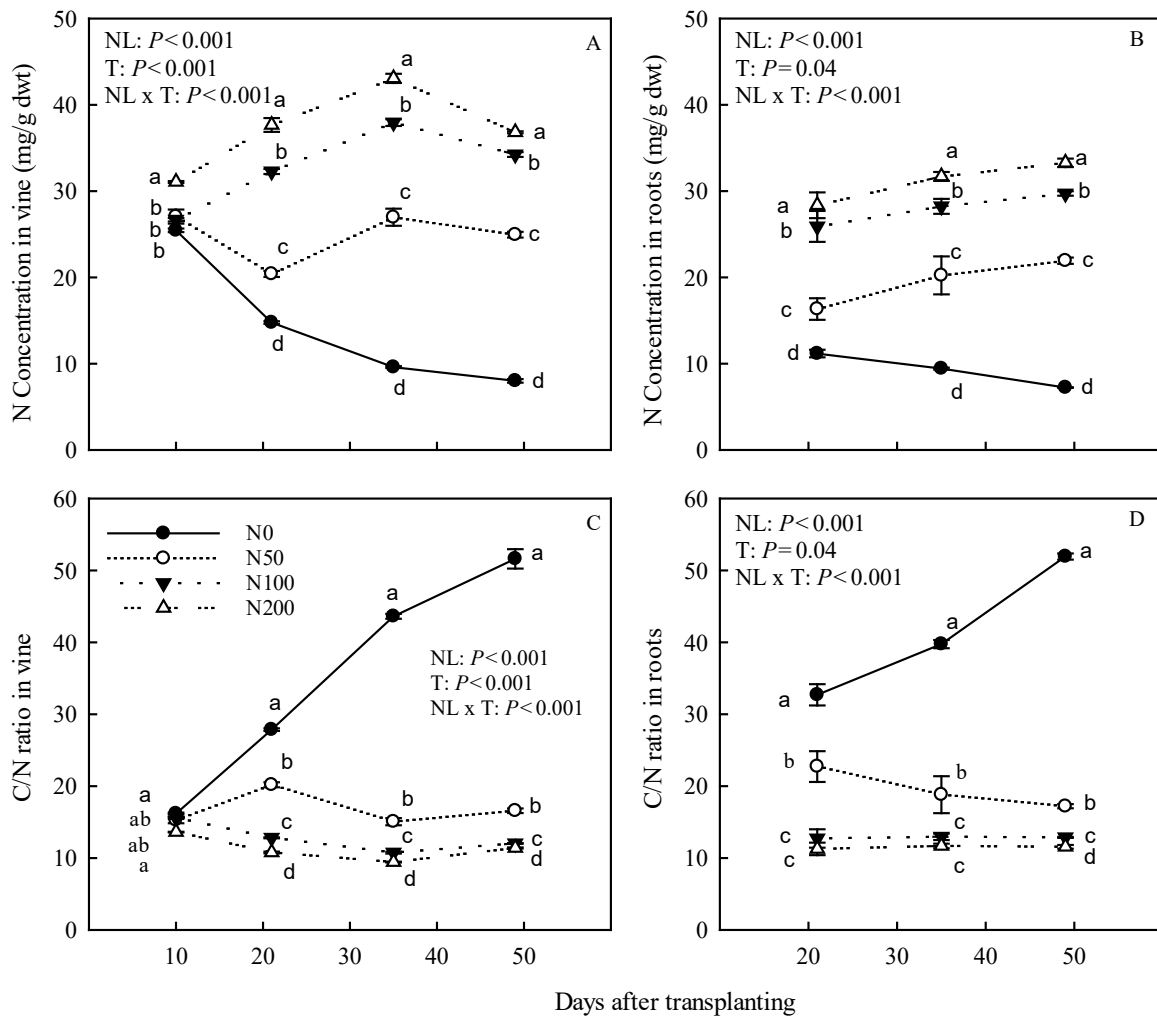 N Concentration in vine (mg/g dwt)
50
40
30
20
10
0
NL: P<0.001
T: P<0.001
NL x T: P<0.001
A
a
a
a
a
b
b
b
b
b
b
c
c
c
d
d
d
N Concentration in roots (mg/g dwt)
50
40
30
20
10
0
NL: P<0.001
T: P=0.04
NL x T: P<0.001
B
a
a
a
b
b
b
c
c
c
d
d
d
C/N ratio in vine
60
50
40
30
20
10
0
N0
N50
N100
N200
C
NL: P<0.001
T: P<0.001
NL x T: P<0.001
a
a
a
a
ab
ab
a
b
b
b
c
c
c
d
d
d
10 20 30 40 50
C/N ratio in roots
60
50
40
30
20
10
0
NL: P<0.001
T: P=0.04
NL x T: P<0.001
D
a
a
a
b
b
b
c
c
c
c
c
d
20 30 40 50
Days after transplanting